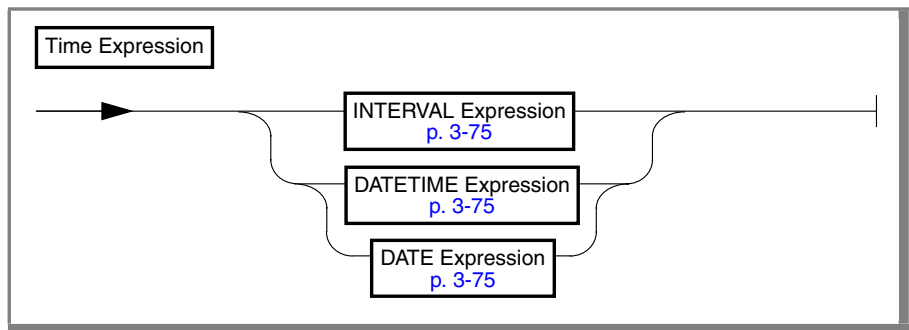 Time Expression
INTERVAL Expression
p. 3-75
DATETIME Expression
p. 3-75
DATE Expression
p. 3-75